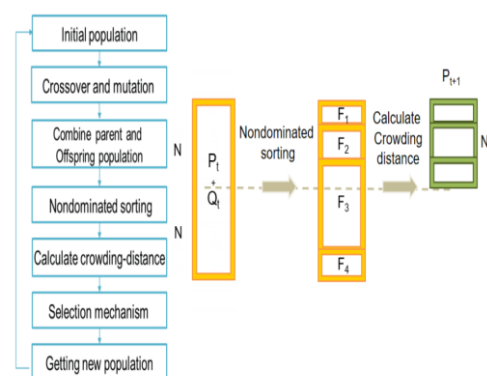 Initial population
Crossover and mutation
Combine parent and
Offspring population
Nondominated sorting
Calculate crowding-distance
Selection mechanism
Getting new population
N
N
Pt
+
Qt
Nondominated
sorting
F1
F2
F3
F4
Calculate
Crowding
distance
Pt+1
N